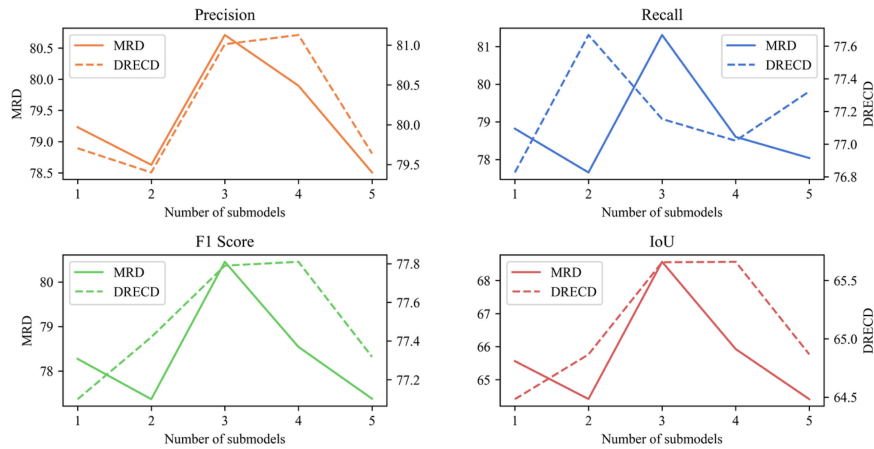 Precision
MRD
DRECD
80.5
80.0
79.5
79.0
78.5
MRD
81.0
80.5
80.0
79.5
1 2 3 4 5
Number of submodels
Recall
MRD
DRECD
81
80
79
78
77.6
77.4
77.2
77.0
76.8
DRECD
1 2 3 4 5
Number of submodels
F1 Score
MRD
DRECD
80
79
78
MRD
77.8
77.6
77.4
77.2
1 2 3 4 5
Number of submodels
IoU
MRD
DRECD
68
67
66
65
65.5
65.0
64.5
DRECD
1 2 3 4 5
Number of submodels